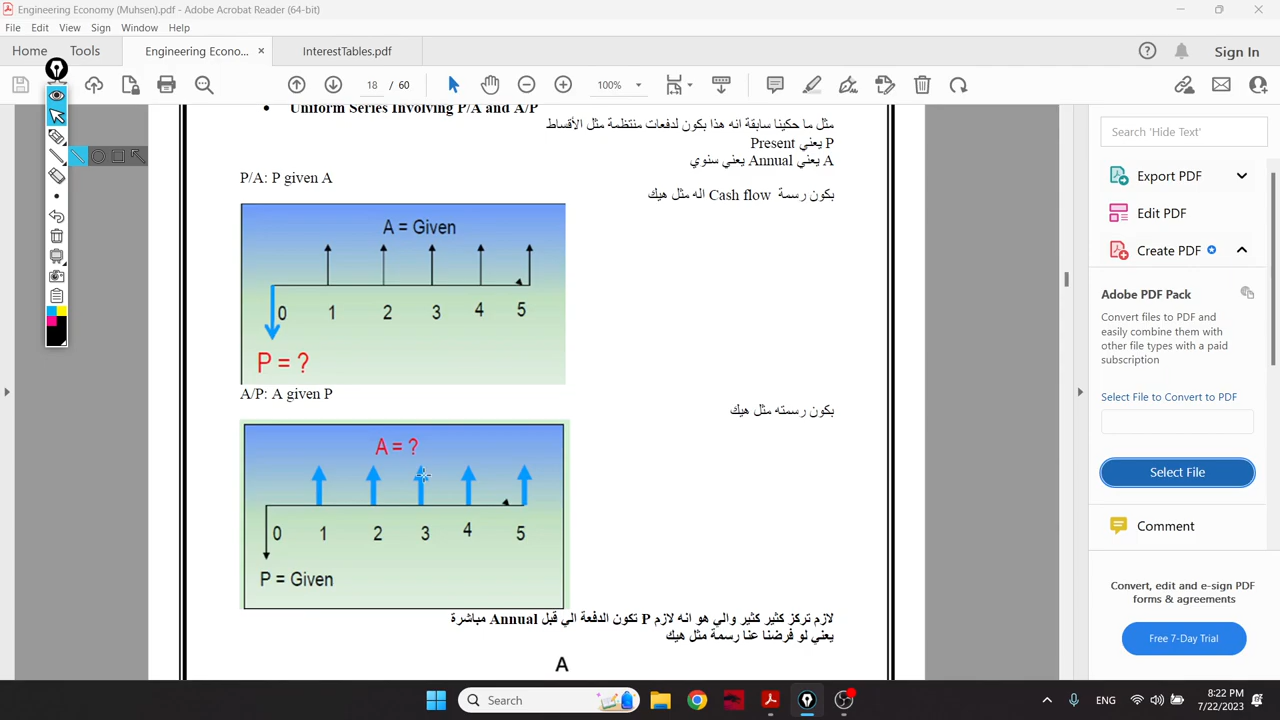 Engineering Economy (Muhsen).pdf - Adobe Acrobat Reader (64-bit)
File Edit View Sign Window Help
Home Tools Engineering Econo... × InterestTables.pdf Sign In
18 / 60 100%
• Uniform Series Involving P/A and A/P
مثل ما حكينا سابقة انه هذا بكون لدفعات منتظمة مثل الأقساط
P يعني Present
A يعني Annual يعني سنوي
P/A: P given A
بكون رسمة Cash flow اله مثل هيك
A = Given
0 1 2 3 4 5
P = ?
A/P: A given P
بكون رسمته مثل هيك
A = ?
0 1 2 3 4 5
P = Given
لازم تركز كثير كثير والي هو انه لازم P تكون الدفعة الي قبل Annual مباشرة
يعني لو فرضنا عنا رسمة مثل هيك
A
Search 'Hide Text'
Export PDF
Edit PDF
Create PDF
Adobe PDF Pack
Convert files to PDF and
easily combine them with
other file types with a paid
subscription
Select File to Convert to PDF
Select File
Comment
Convert, edit and e-sign PDF
forms & agreements
Free 7-Day Trial
Search
ENG
8:22 PM
7/22/2023